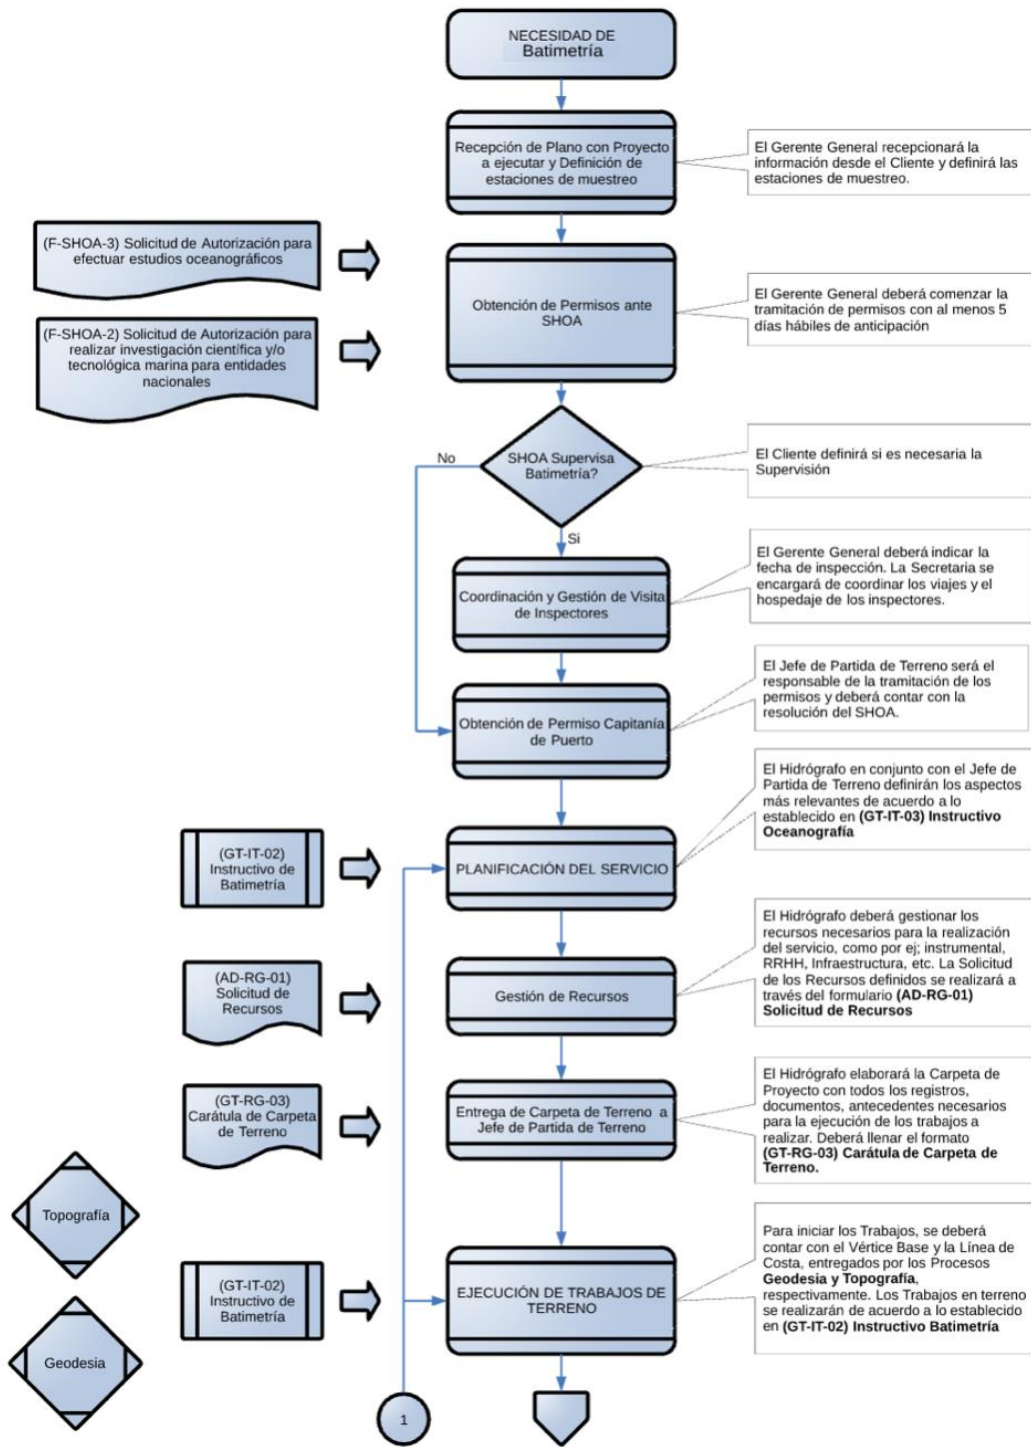 NECESIDAD DE
Batimetría
Recepción de Plano con Proyecto
a ejecutar y Definición de
estaciones de muestreo
El Gerente General recepcionará la
información desde el Cliente y definirá las
estaciones de muestreo.
(F-SHOA-3) Solicitud de Autorización para
efectuar estudios oceanográficos
(F-SHOA-2) Solicitud de Autorización para
realizar investigación científica y/o
tecnológica marina para entidades
nacionales
Obtención de Permisos ante
SHOA
El Gerente General deberá comenzar la
tramitación de permisos con al menos 5
días hábiles de anticipación
SHOA Supervisa
Batimetría?
No
Si
El Cliente definirá si es necesaria la
Supervisión
Coordinación y Gestión de Visita
de Inspectores
El Gerente General deberá indicar la
fecha de inspección. La Secretaria se
encargará de coordinar los viajes y el
hospedaje de los inspectores.
Obtención de Permiso Capitanía
de Puerto
El Jefe de Partida de Terreno será el
responsable de la tramitación de los
permisos y deberá contar con la
resolución del SHOA.
(GT-IT-02)
Instructivo de
Batimetría
PLANIFICACIÓN DEL SERVICIO
El Hidrógrafo en conjunto con el Jefe de
Partida de Terreno definirán los aspectos
más relevantes de acuerdo a lo
establecido en (GT-IT-03) Instructivo
Oceanografía
(AD-RG-01)
Solicitud de
Recursos
Gestión de Recursos
El Hidrógrafo deberá gestionar los
recursos necesarios para la realización
del servicio, como por ej; instrumental,
RRHH, Infraestructura, etc. La Solicitud
de los Recursos definidos se realizará a
través del formulario (AD-RG-01)
Solicitud de Recursos
(GT-RG-03)
Carátula de Carpeta
de Terreno
Entrega de Carpeta de Terreno a
Jefe de Partida de Terreno
El Hidrógrafo elaborará la Carpeta de
Proyecto con todos los registros,
documentos, antecedentes necesarios
para la ejecución de los trabajos a
realizar. Deberá llenar el formato
(GT-RG-03) Carátula de Carpeta de
Terreno.
Topografía
Geodesia
(GT-IT-02)
Instructivo de
Batimetría
EJECUCIÓN DE TRABAJOS DE
TERRENO
Para iniciar los Trabajos, se deberá
contar con el Vértice Base y la Línea de
Costa, entregados por los Procesos
Geodesia y Topografía,
respectivamente. Los Trabajos en terreno
se realizarán de acuerdo a lo establecido
en (GT-IT-02) Instructivo Batimetría
1